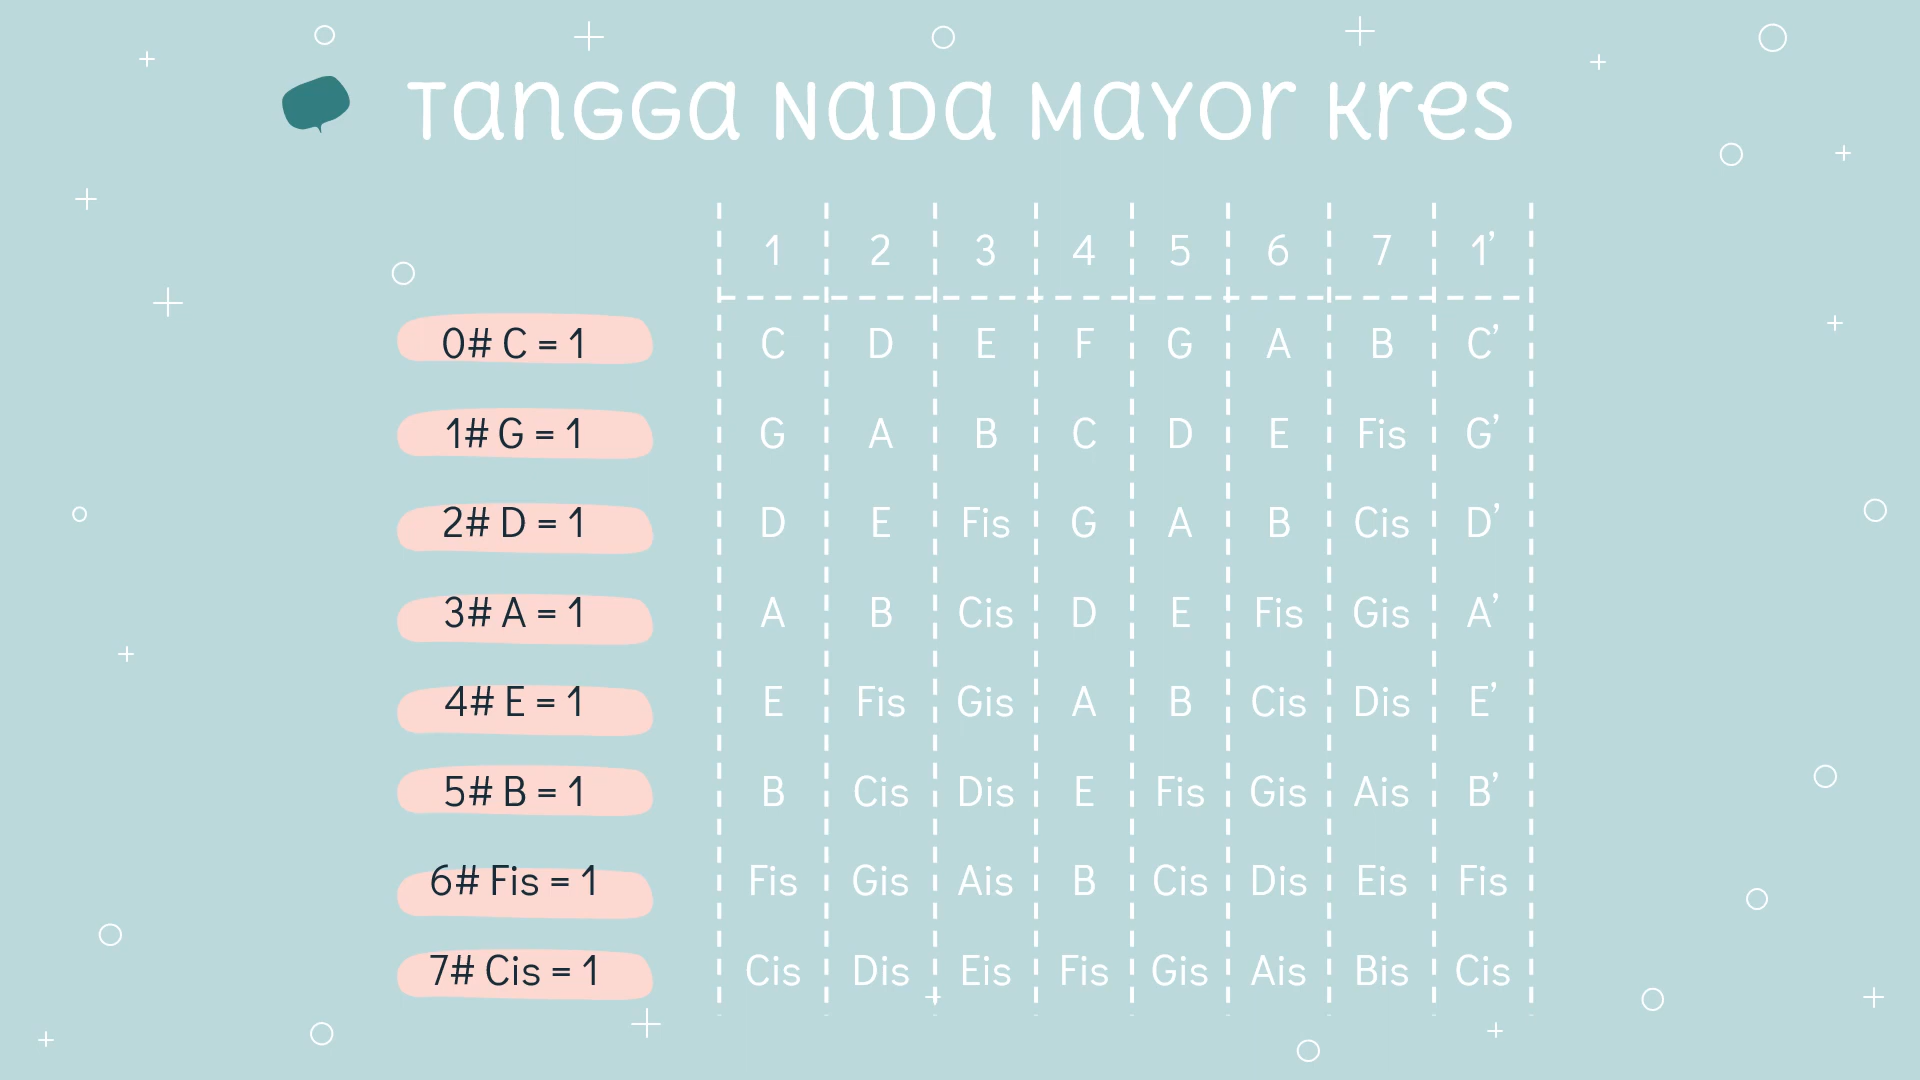 Tangga Nada Mayor Kres
1 2 3 4 5 6 7 1’
0# C = 1 C D E F G A B C’
1# G = 1 G A B C D E Fis G’
2# D = 1 D E Fis G A B Cis D’
3# A = 1 A B Cis D E Fis Gis A’
4# E = 1 E Fis Gis A B Cis Dis E’
5# B = 1 B Cis Dis E Fis Gis Ais B’
6# Fis = 1 Fis Gis Ais B Cis Dis Eis Fis
7# Cis = 1 Cis Dis Eis Fis Gis Ais Bis Cis